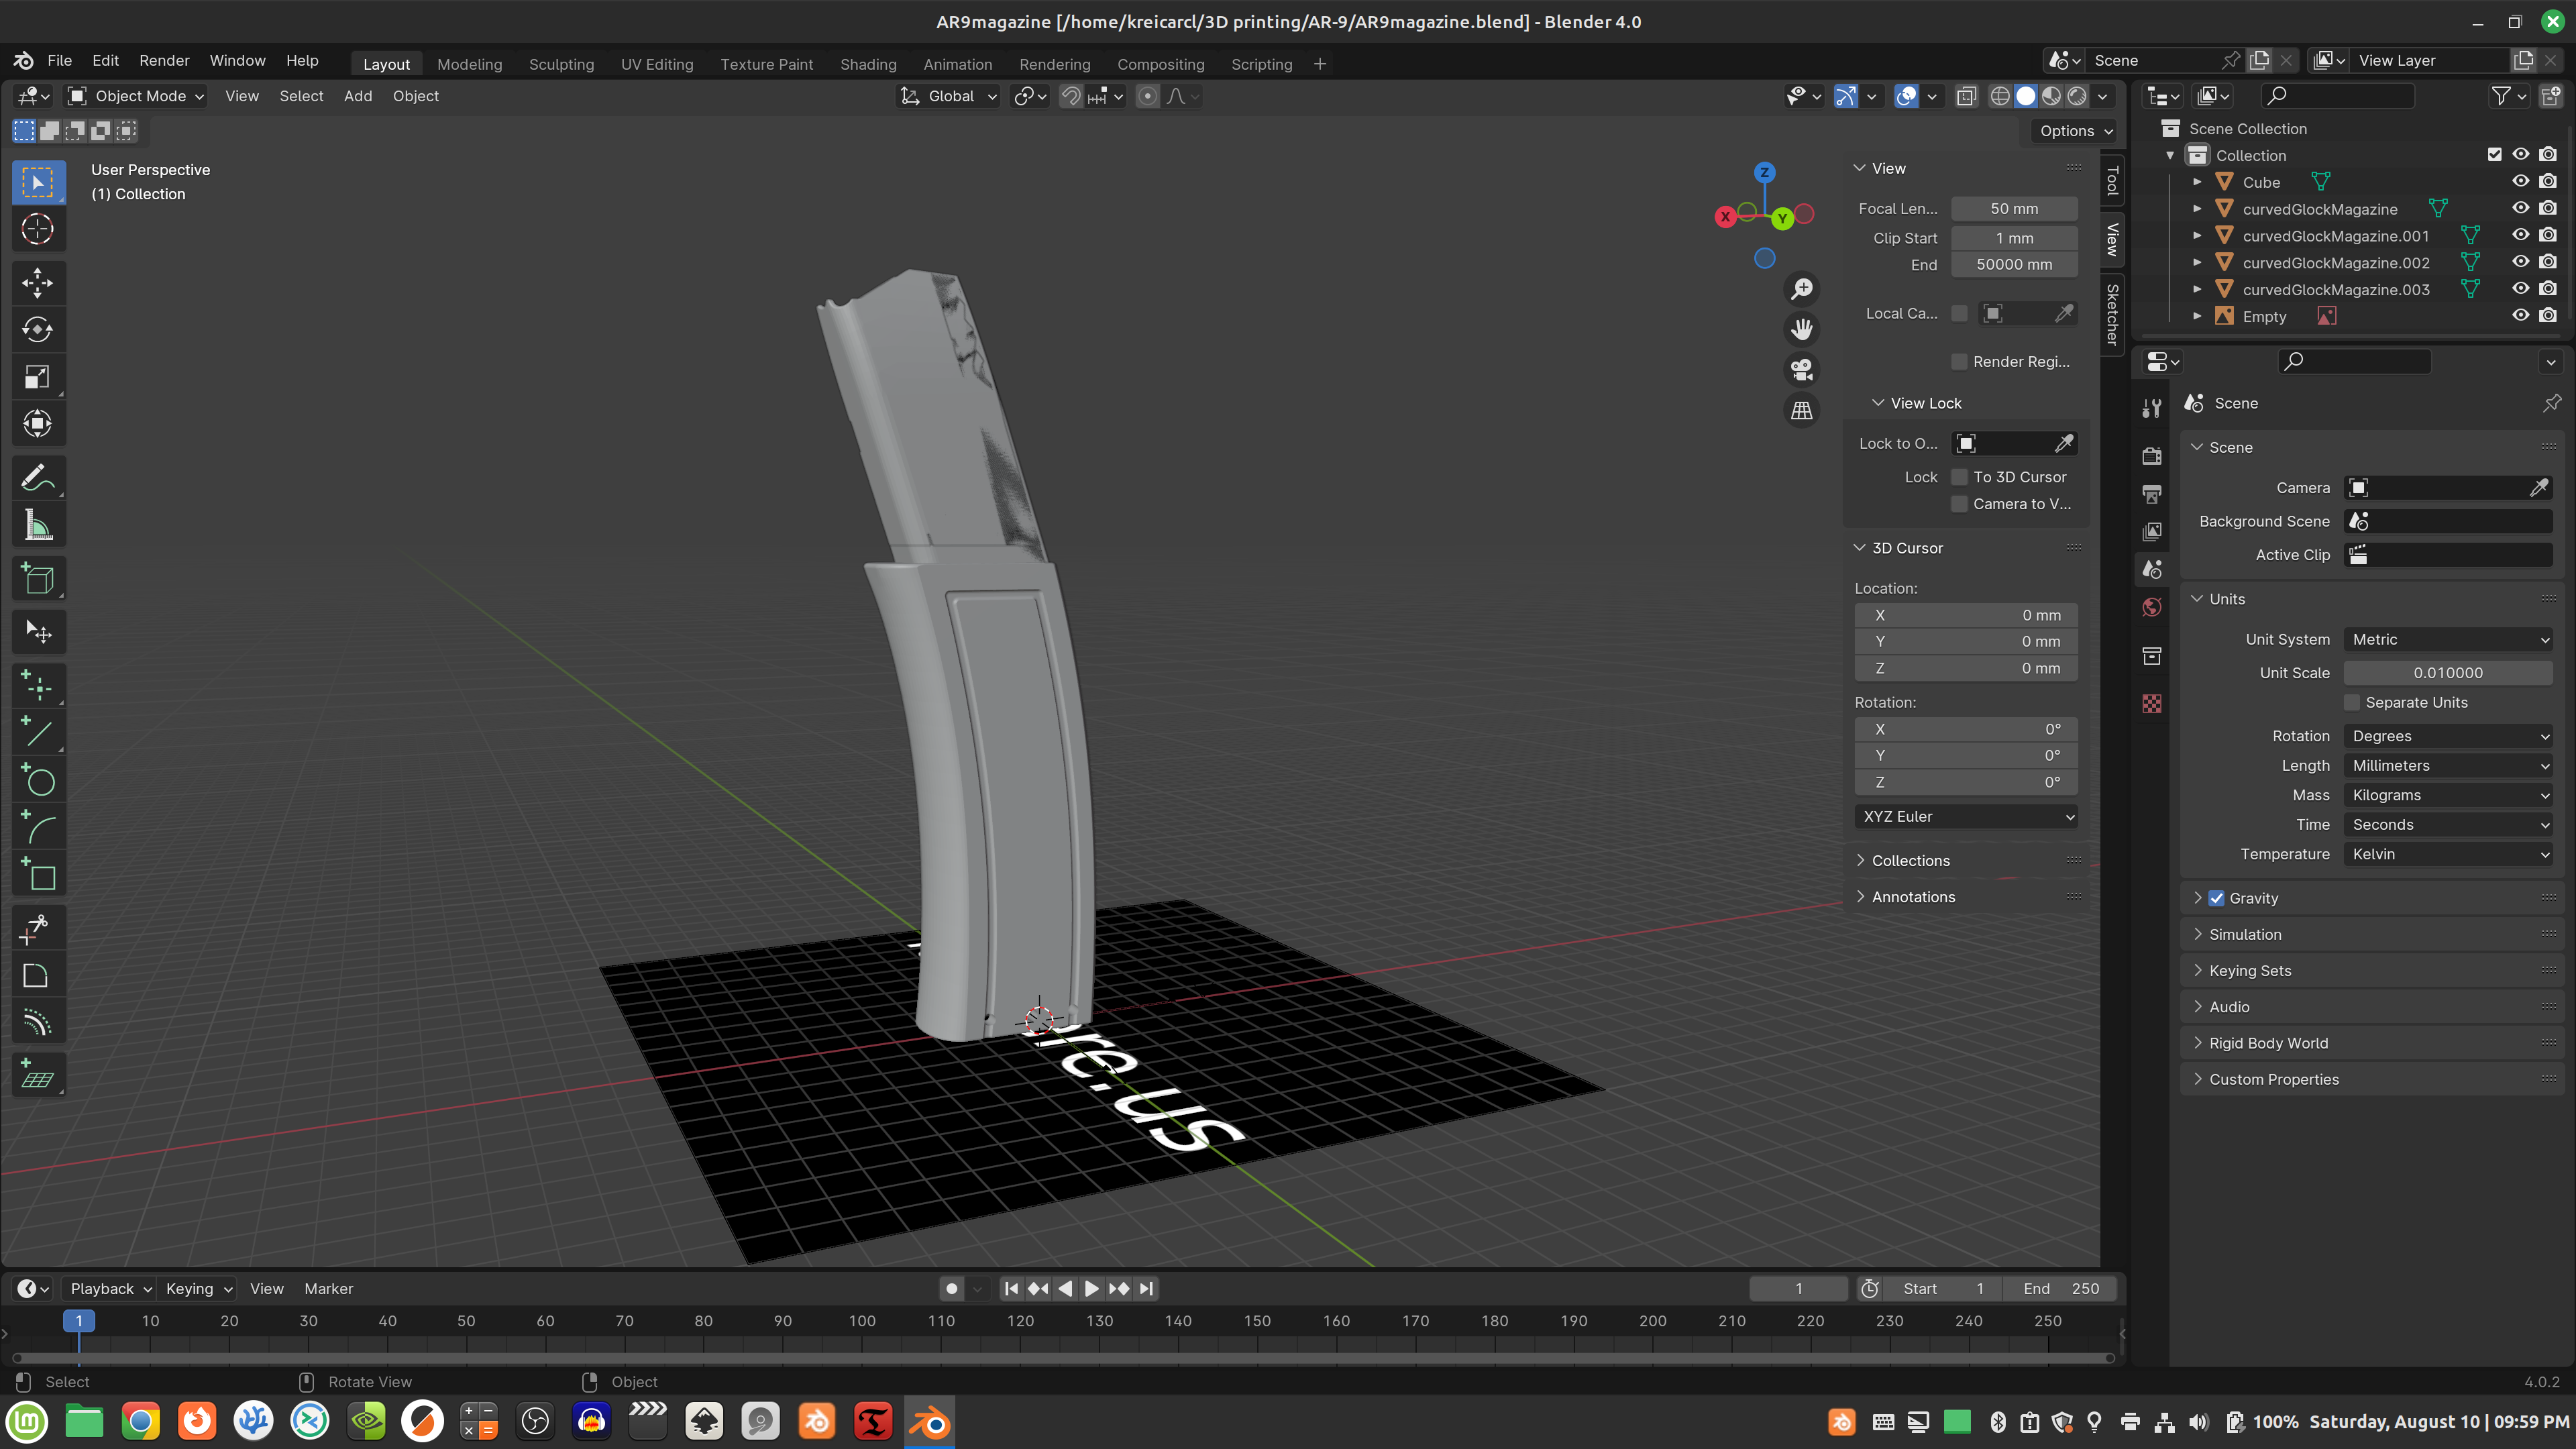 AR9magazine [/home/kreicarcl/3D printing/AR-9/AR9magazine.blend] - Blender 4.0
File Edit Render Window Help Layout Modeling Sculpting UV Editing Texture Paint Shading Animation Rendering Compositing Scripting + Scene View Layer
Object Mode View Select Add Object Global
Options
User Perspective
(1) Collection
Z
X
Y
View
Focal Len... 50 mm
Clip Start 1 mm
End 50000 mm
Local Ca...
Render Regi...
View Lock
Lock to O...
Lock To 3D Cursor
Camera to V...
3D Cursor
Location:
X 0 mm
Y 0 mm
Z 0 mm
Rotation:
X 0°
Y 0°
Z 0°
XYZ Euler
Collections
Annotations
Tool
View
Sketcher
Scene Collection
Collection
Cube
curvedGlockMagazine
curvedGlockMagazine.001
curvedGlockMagazine.002
curvedGlockMagazine.003
Empty
Scene
Scene
Camera
Background Scene
Active Clip
Units
Unit System Metric
Unit Scale 0.010000
Separate Units
Rotation Degrees
Length Millimeters
Mass Kilograms
Time Seconds
Temperature Kelvin
Gravity
Simulation
Keying Sets
Audio
Rigid Body World
Custom Properties
re.us
Playback Keying View Marker 1 Start 1 End 250
1 10 20 30 40 50 60 70 80 90 100 110 120 130 140 150 160 170 180 190 200 210 220 230 240 250
Select Rotate View Object 4.0.2
100% Saturday, August 10 | 09:59 PM